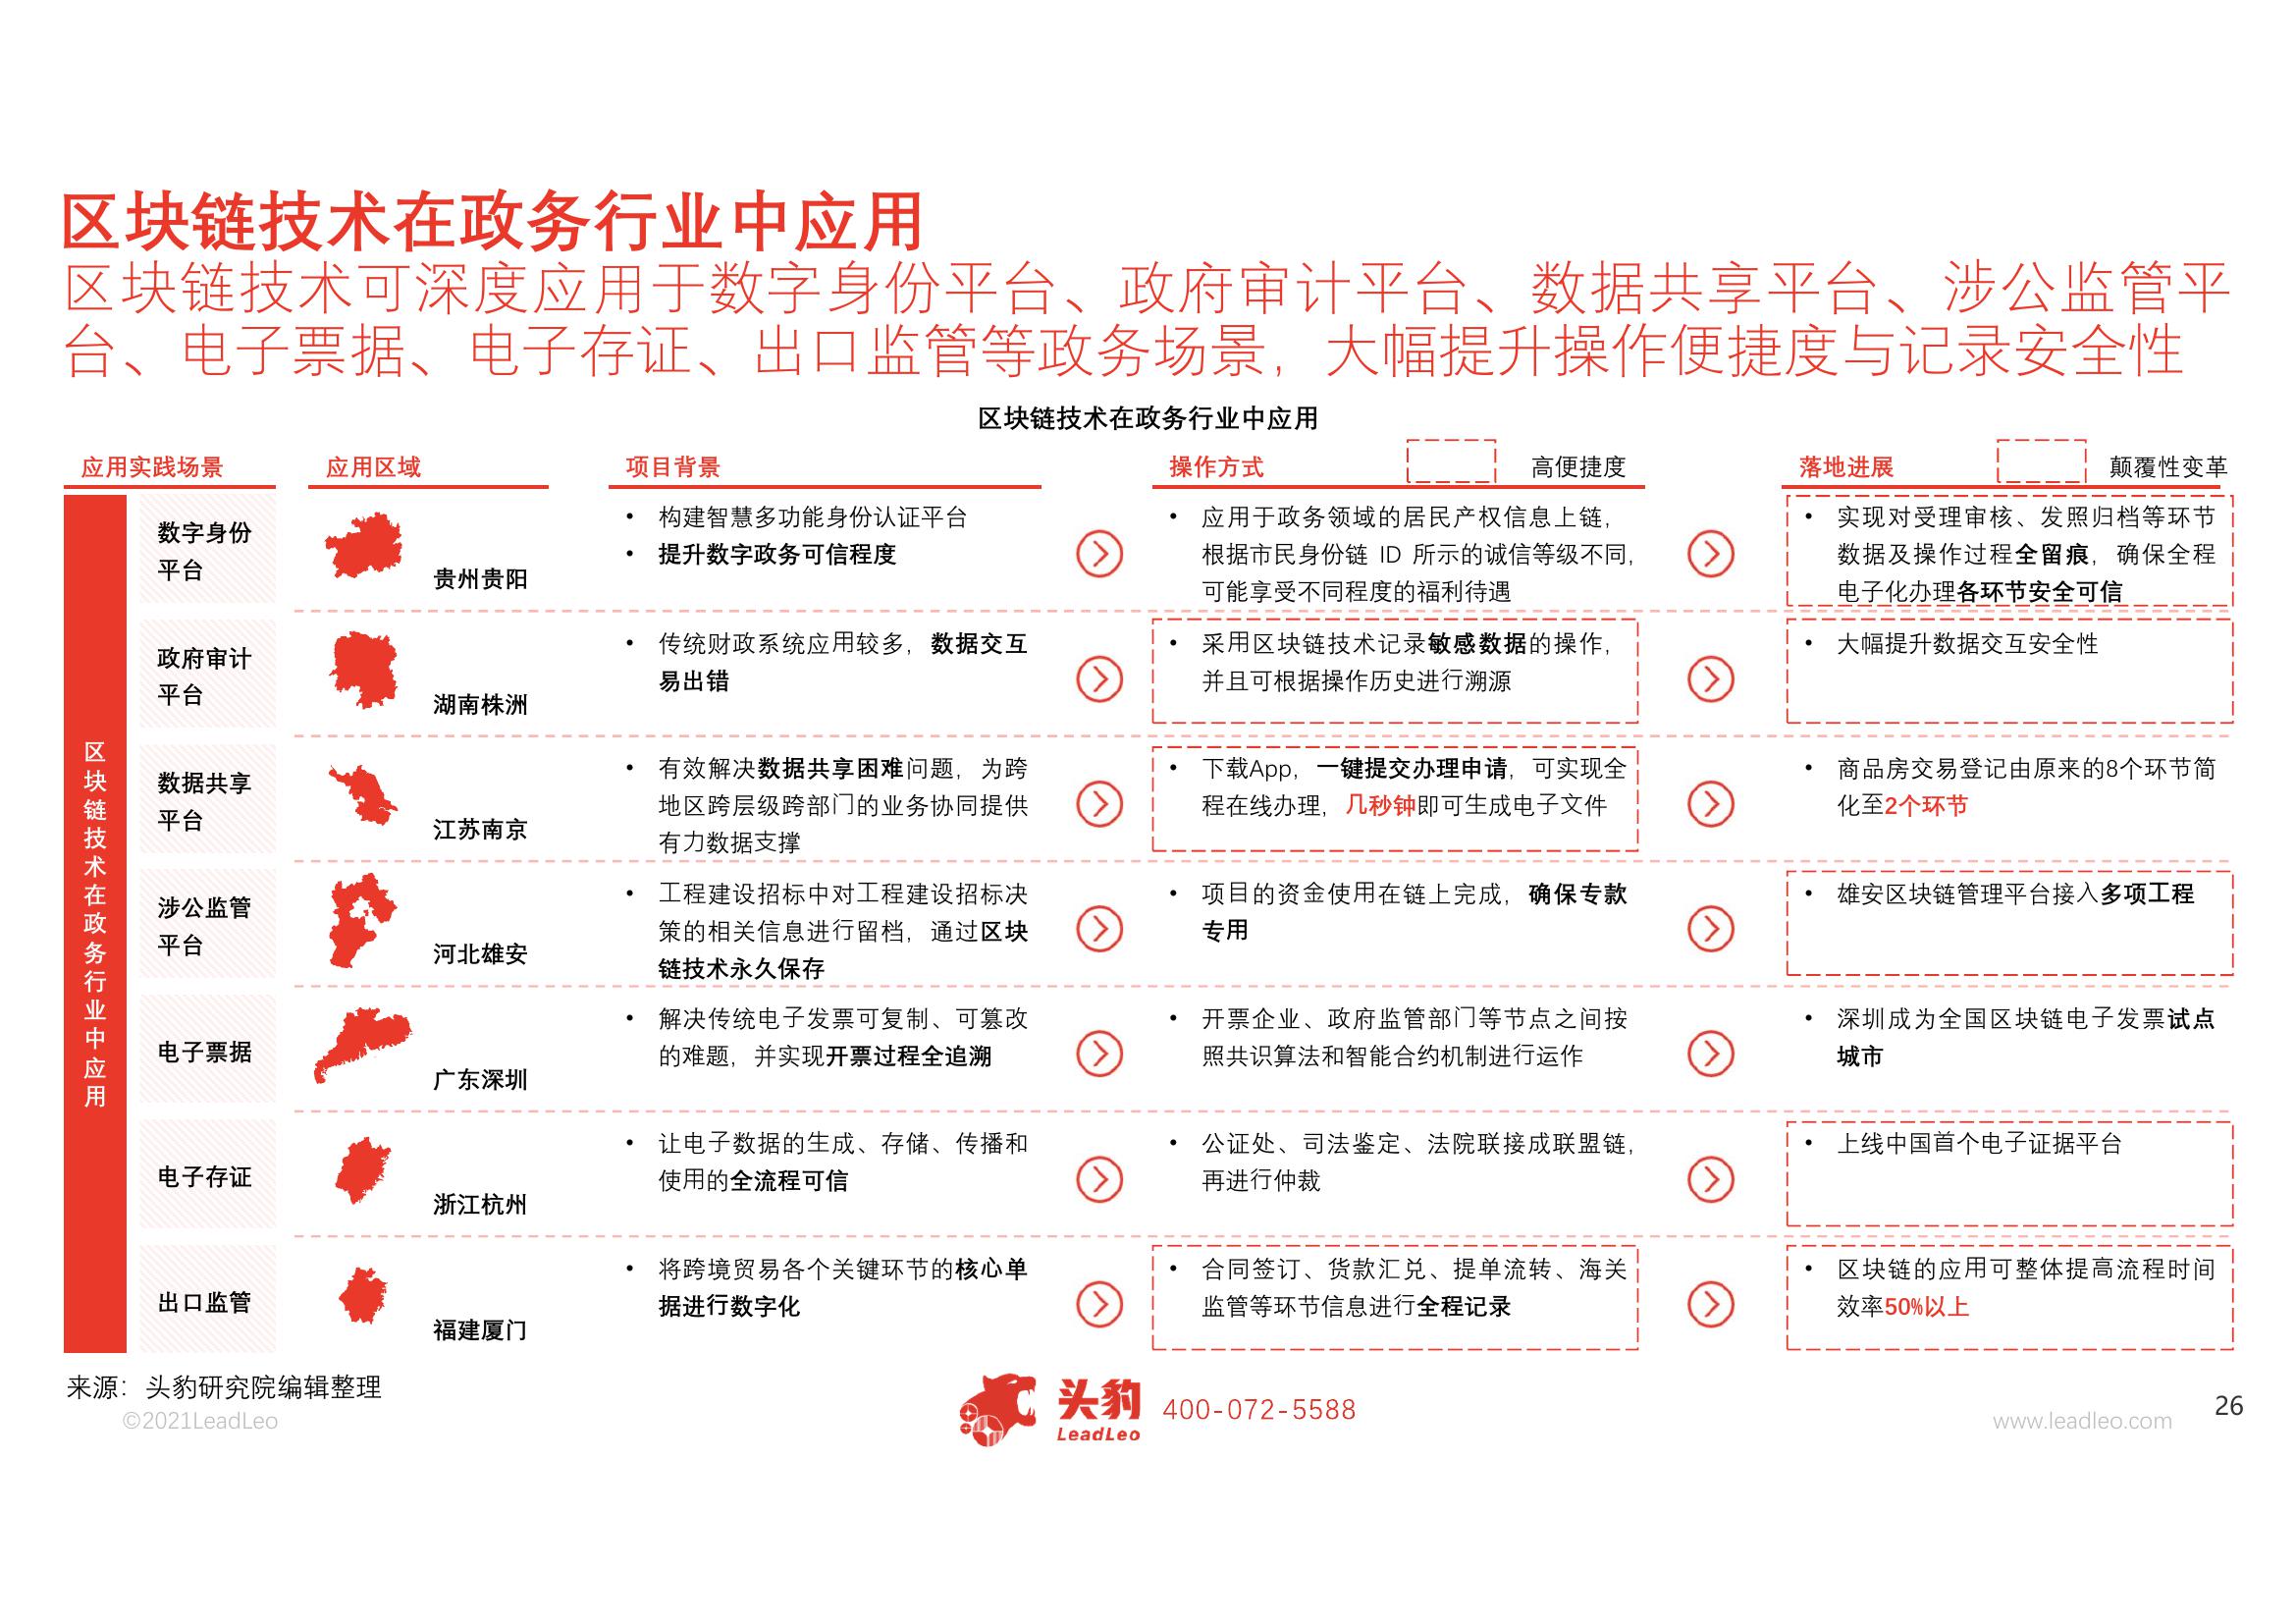 区块链技术在政务行业中应用
区块链技术可深度应用于数字身份平台、政府审计平台、数据共享平台、涉公监管平
台、电子票据、电子存证、出口监管等政务场景，大幅提升操作便捷度与记录安全性
区块链技术在政务行业中应用
应用实践场景
应用区域
项目背景
操作方式
高便捷度
落地进展
颠覆性变革
区块链技术在政务行业中应用
数字身份
平台
贵州贵阳
• 构建智慧多功能身份认证平台
• 提升数字政务可信程度
• 应用于政务领域的居民产权信息上链，
根据市民身份链 ID 所示的诚信等级不同，
可能享受不同程度的福利待遇
• 实现对受理审核、发照归档等环节
数据及操作过程全留痕，确保全程
电子化办理各环节安全可信
政府审计
平台
湖南株洲
• 传统财政系统应用较多，数据交互
易出错
• 采用区块链技术记录敏感数据的操作，
并且可根据操作历史进行溯源
• 大幅提升数据交互安全性
数据共享
平台
江苏南京
• 有效解决数据共享困难问题，为跨
地区跨层级跨部门的业务协同提供
有力数据支撑
• 下载App，一键提交办理申请，可实现全
程在线办理，几秒钟即可生成电子文件
• 商品房交易登记由原来的8个环节简
化至2个环节
涉公监管
平台
河北雄安
• 工程建设招标中对工程建设招标决
策的相关信息进行留档，通过区块
链技术永久保存
• 项目的资金使用在链上完成，确保专款
专用
• 雄安区块链管理平台接入多项工程
电子票据
广东深圳
• 解决传统电子发票可复制、可篡改
的难题，并实现开票过程全追溯
• 开票企业、政府监管部门等节点之间按
照共识算法和智能合约机制进行运作
• 深圳成为全国区块链电子发票试点
城市
电子存证
浙江杭州
• 让电子数据的生成、存储、传播和
使用的全流程可信
• 公证处、司法鉴定、法院联接成联盟链，
再进行仲裁
• 上线中国首个电子证据平台
出口监管
福建厦门
• 将跨境贸易各个关键环节的核心单
据进行数字化
• 合同签订、货款汇兑、提单流转、海关
监管等环节信息进行全程记录
• 区块链的应用可整体提高流程时间
效率50%以上
来源：头豹研究院编辑整理
©2021LeadLeo
头豹
LeadLeo
400-072-5588
www.leadleo.com
26